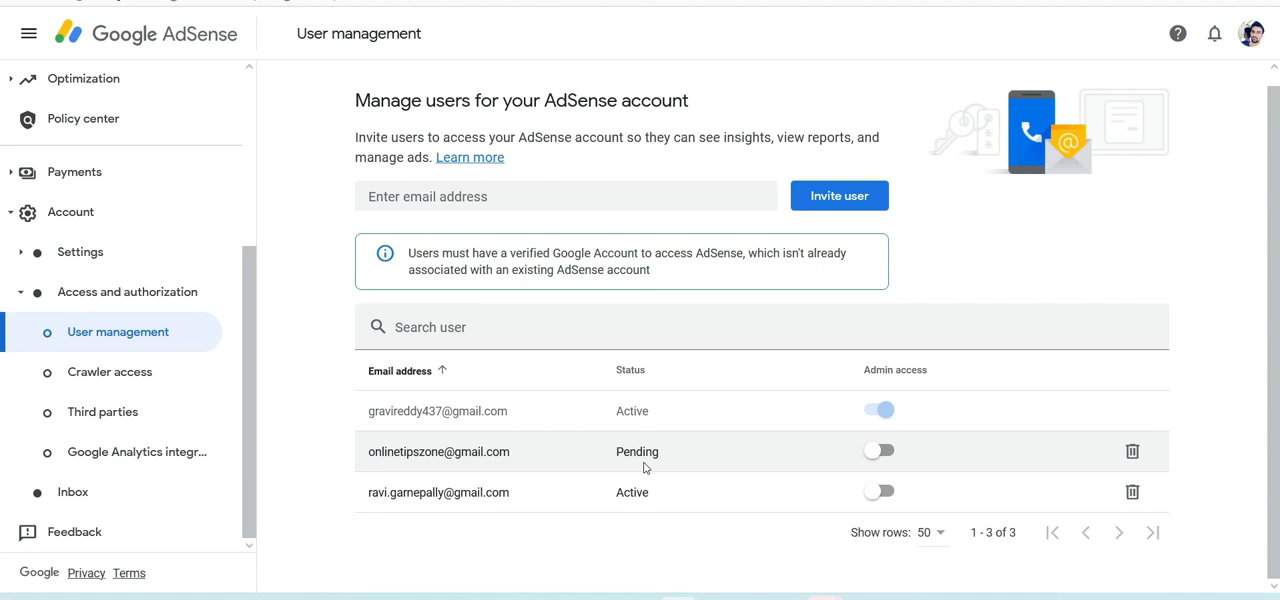 Google AdSense
User management
Optimization
Policy center
Payments
Account
Settings
Access and authorization
User management
Crawler access
Third parties
Google Analytics integr...
Inbox
Feedback
Google Privacy Terms
Manage users for your AdSense account
Invite users to access your AdSense account so they can see insights, view reports, and
manage ads. Learn more
Enter email address
Invite user
Users must have a verified Google Account to access AdSense, which isn't already
associated with an existing AdSense account
Search user
Email address Status Admin access
gravireddy437@gmail.com Active
onlinetipszone@gmail.com Pending
ravi.garnepally@gmail.com Active
Show rows: 50 1 - 3 of 3